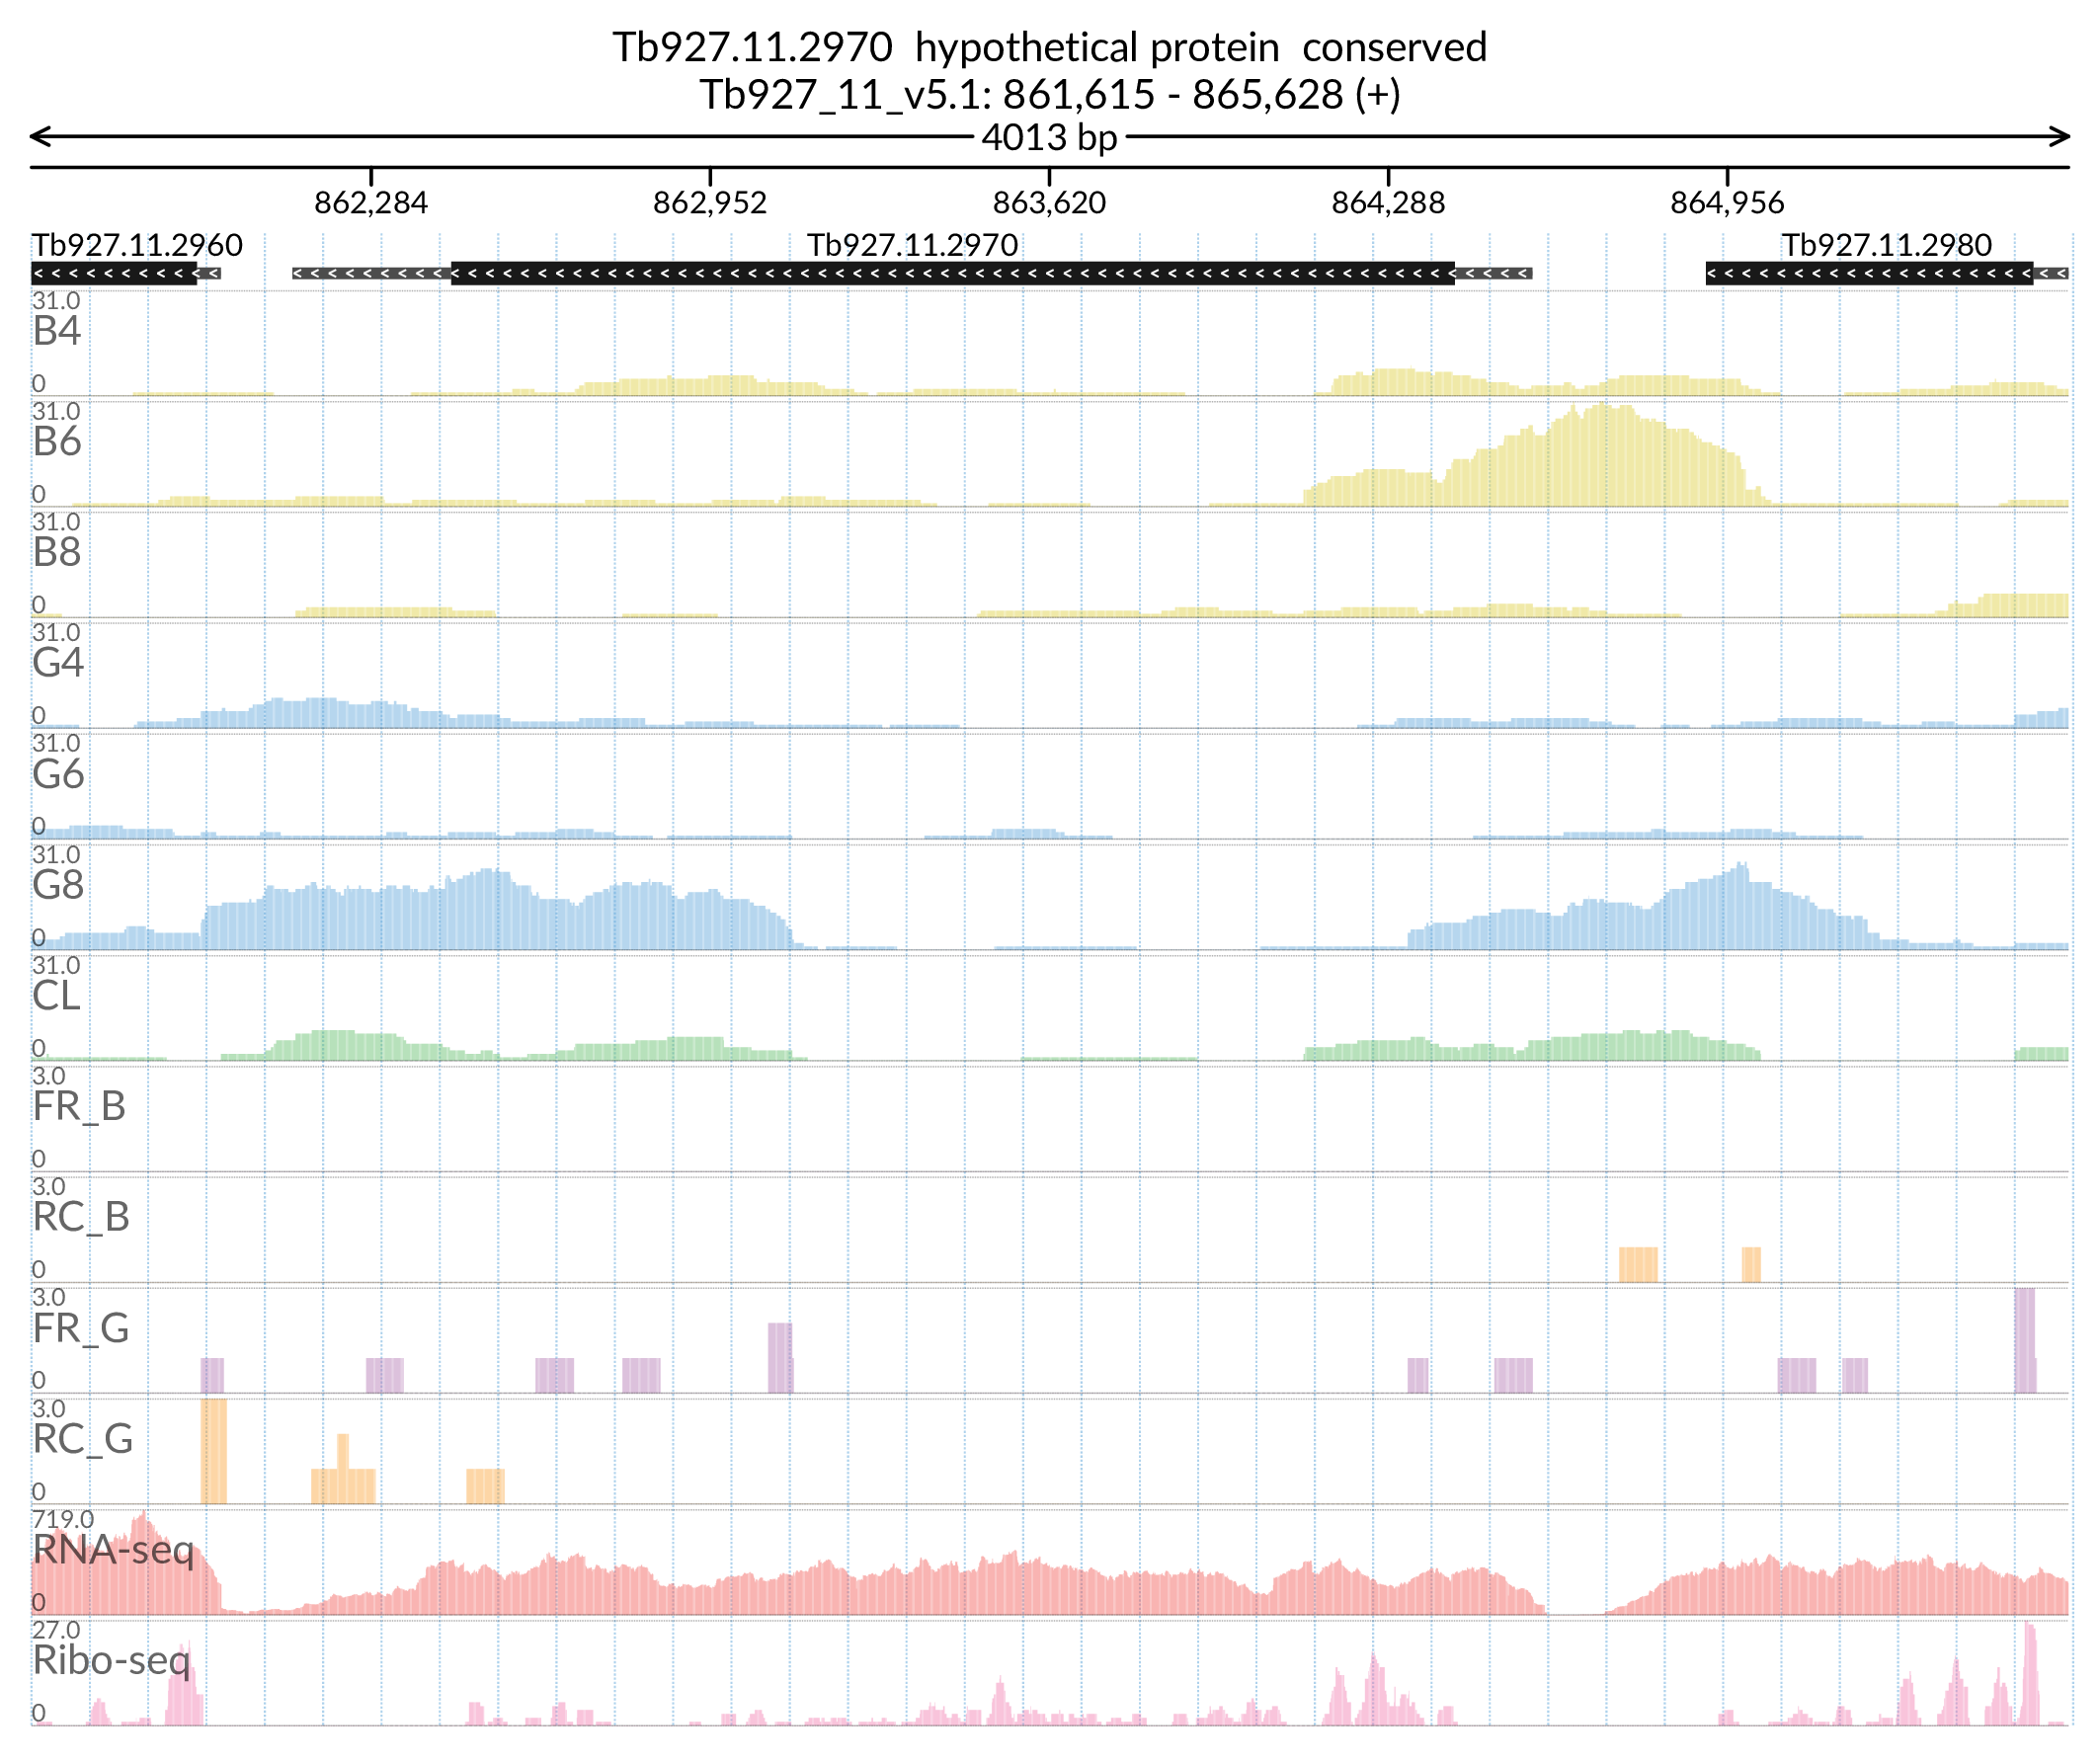 Tb927.11.2970 hypothetical protein conserved
Tb927_11_v5.1: 861,615 - 865,628 (+)
4013 bp
862,284 862,952 863,620 864,288 864,956
Tb927.11.2960 Tb927.11.2970 Tb927.11.2980
31.0
B4
0
31.0
B6
0
31.0
B8
0
31.0
G4
0
31.0
G6
0
31.0
G8
0
31.0
CL
0
3.0
FR_B
0
3.0
RC_B
0
3.0
FR_G
0
3.0
RC_G
0
719.0
RNA-seq
0
27.0
Ribo-seq
0